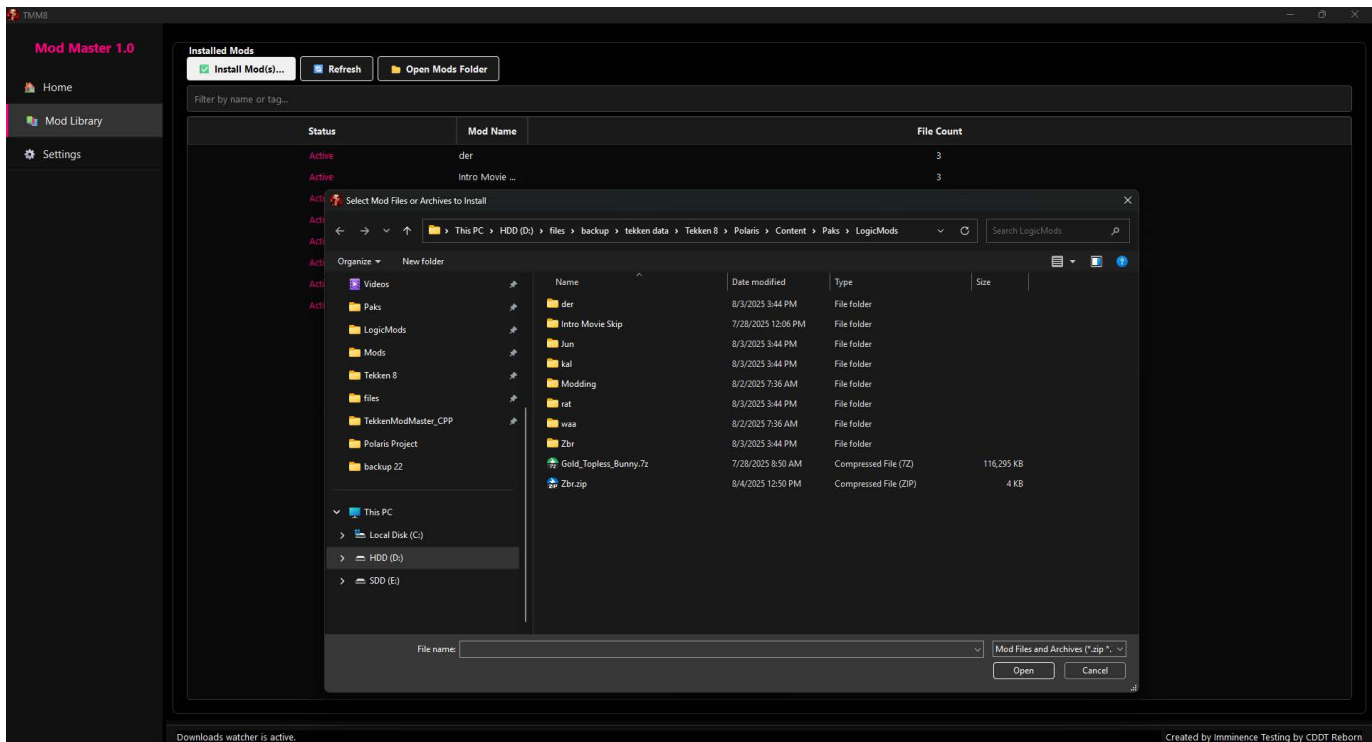 TMM8
Mod Master 1.0
Home
Mod Library
Settings
Installed Mods
Install Mod(s)... Refresh Open Mods Folder
Filter by name or tag...
Status Mod Name File Count
Active der 3
Active Intro Movie ... 3
Select Mod Files or Archives to Install
This PC > HDD (D:) > files > backup > tekken data > Tekken 8 > Polaris > Content > Paks > LogicMods Search LogicMods
Organize New folder
Videos
Paks
LogicMods
Mods
Tekken 8
files
TekkenModMaster_CPP
Polaris Project
backup 22
This PC
Local Disk (C:)
HDD (D:)
SDD (E:)
Name Date modified Type Size
der 8/3/2025 3:44 PM File folder
Intro Movie Skip 7/28/2025 12:06 PM File folder
Jun 8/3/2025 3:44 PM File folder
kal 8/3/2025 3:44 PM File folder
Modding 8/2/2025 7:36 AM File folder
rat 8/3/2025 3:44 PM File folder
waa 8/2/2025 7:36 AM File folder
Zbr 8/3/2025 3:44 PM File folder
Gold_Topless_Bunny.7z 7/28/2025 8:50 AM Compressed File (7Z) 116,295 KB
Zbr.zip 8/4/2025 12:50 PM Compressed File (ZIP) 4 KB
File name: Mod Files and Archives (*.zip *.
Open Cancel
Downloads watcher is active. Created by Imminence Testing by CDDT Reborn